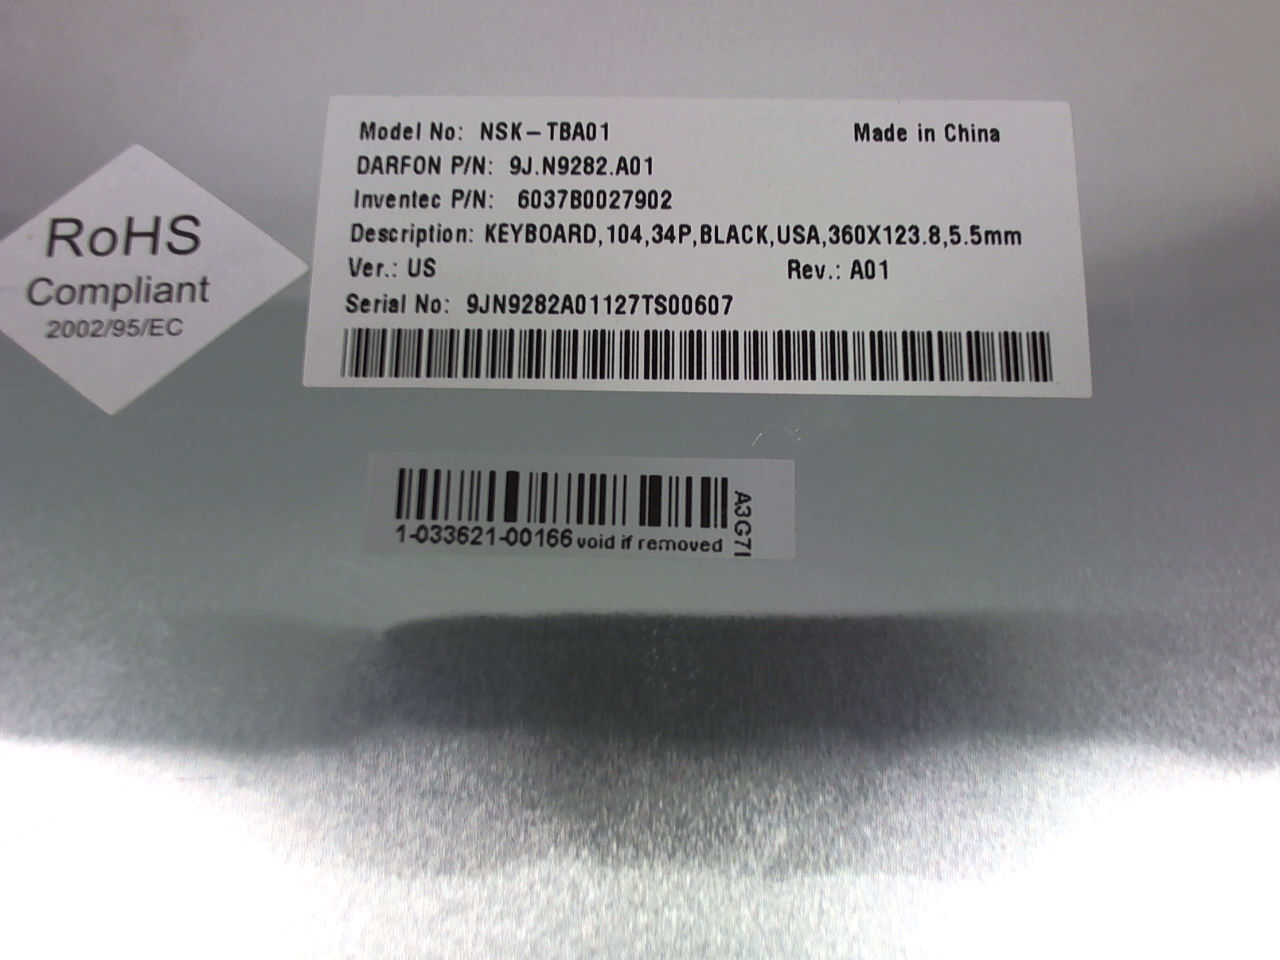 RoHS
Compliant
2002/95/EC
Model No: NSK-TBA01
Made in China
DARFON P/N: 9J.N9282.A01
Inventec P/N: 6037B0027902
Description: KEYBOARD,104,34P,BLACK,USA,360X123.8,5.5mm
Ver.: US
Rev.: A01
Serial No: 9JN9282A01127TS00607
1-033621-00166 void if removed
A3G7I